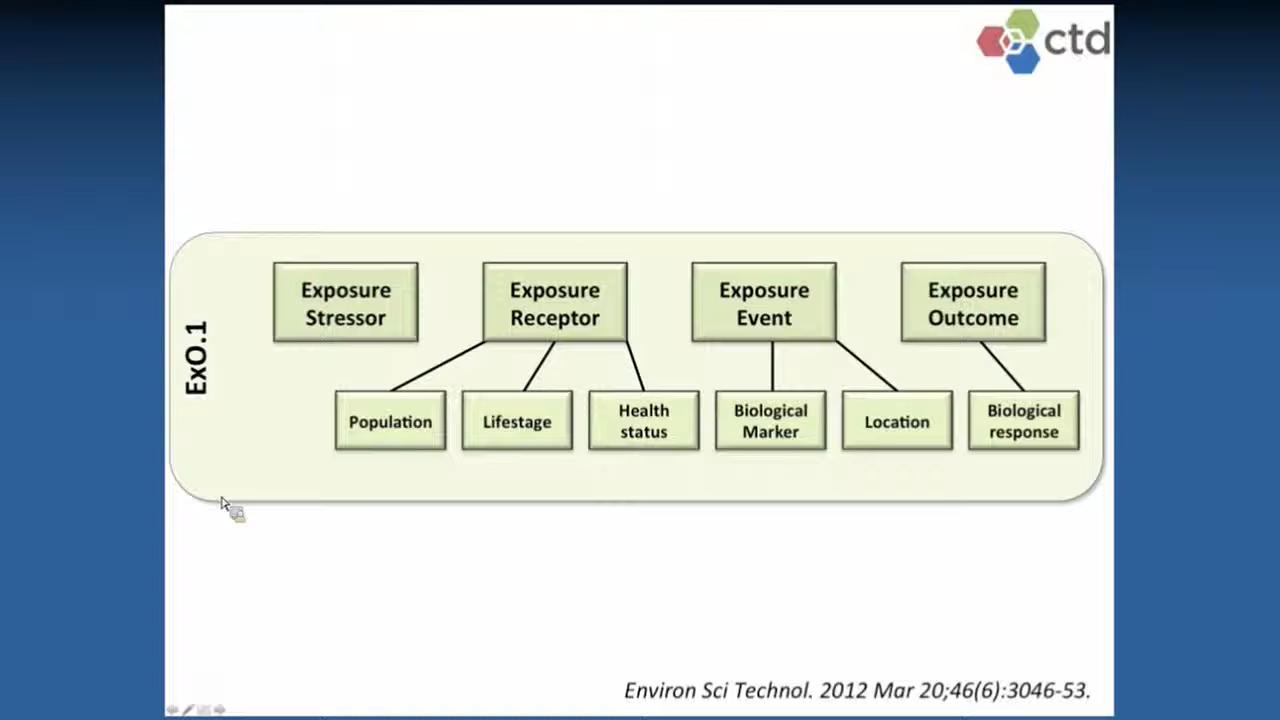 ctd
ExO.1
Exposure
Stressor
Exposure
Receptor
Exposure
Event
Exposure
Outcome
Population
Lifestage
Health
status
Biological
Marker
Location
Biological
response
Environ Sci Technol. 2012 Mar 20;46(6):3046-53.